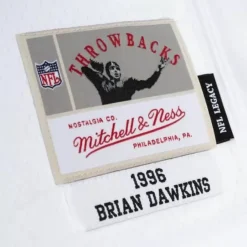 THROWBACKS
NFL
NOSTALGIA CO.
Mitchell & Ness
PHILADELPHIA, PA.
NFL LEGACY
1996
BRIAN DAWKINS